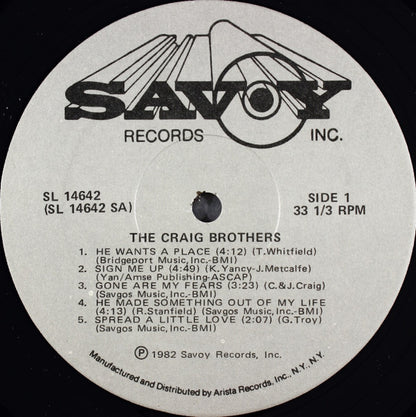 SAVOY
RECORDS INC.
SL 14642 SIDE 1
(SL 14642 SA) 33 1/3 RPM
THE CRAIG BROTHERS
1. HE WANTS A PLACE (4:12) (T.Whitfield)
(Bridgeport Music, Inc.-BMI)
2. SIGN ME UP (4:49) (K.Yancy-J.Metcalfe)
(Yan/Amse Publishing-ASCAP)
3. GONE ARE MY FEARS (3:23) (C.&J.Craig)
(Savgos Music, Inc.-BMI)
4. HE MADE SOMETHING OUT OF MY LIFE
(4:13) (R.Stanfield) (Savgos Music, Inc.-BMI)
5. SPREAD A LITTLE LOVE (2:07) (G.Troy)
(Savgos Music, Inc.-BMI)
℗ 1982 Savoy Records, Inc.
Manufactured and Distributed by Arista Records, Inc., N.Y., N.Y.